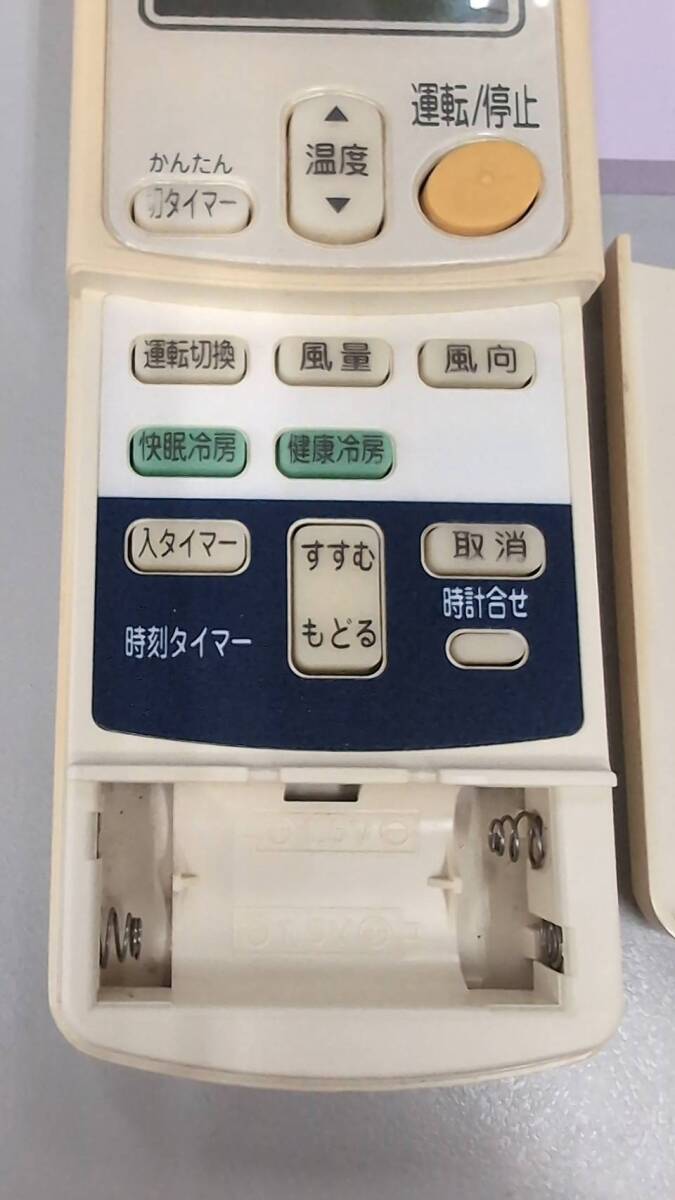 運転/停止
▲
温度
▼
かんたん
切タイマー
運転切換
風量
風向
快眠冷房
健康冷房
入タイマー
すすむ
もどる
取消
時計合せ
時刻タイマー